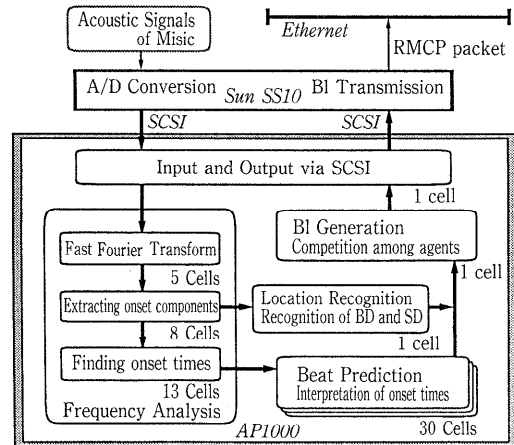 Acoustic Signals
of Misic
Ethernet
RMCP packet
A/D Conversion
Sun SS10
BI Transmission
SCSI
SCSI
Input and Output via SCSI
1 cell
BI Generation
Competition among agents
Fast Fourier Transform
5 Cells
1 cell
Extracting onset components
Location Recognition
Recognition of BD and SD
8 Cells
1 cell
Finding onset times
13 Cells
Beat Prediction
Interpretation of onset times
Frequency Analysis
30 Cells
AP1000